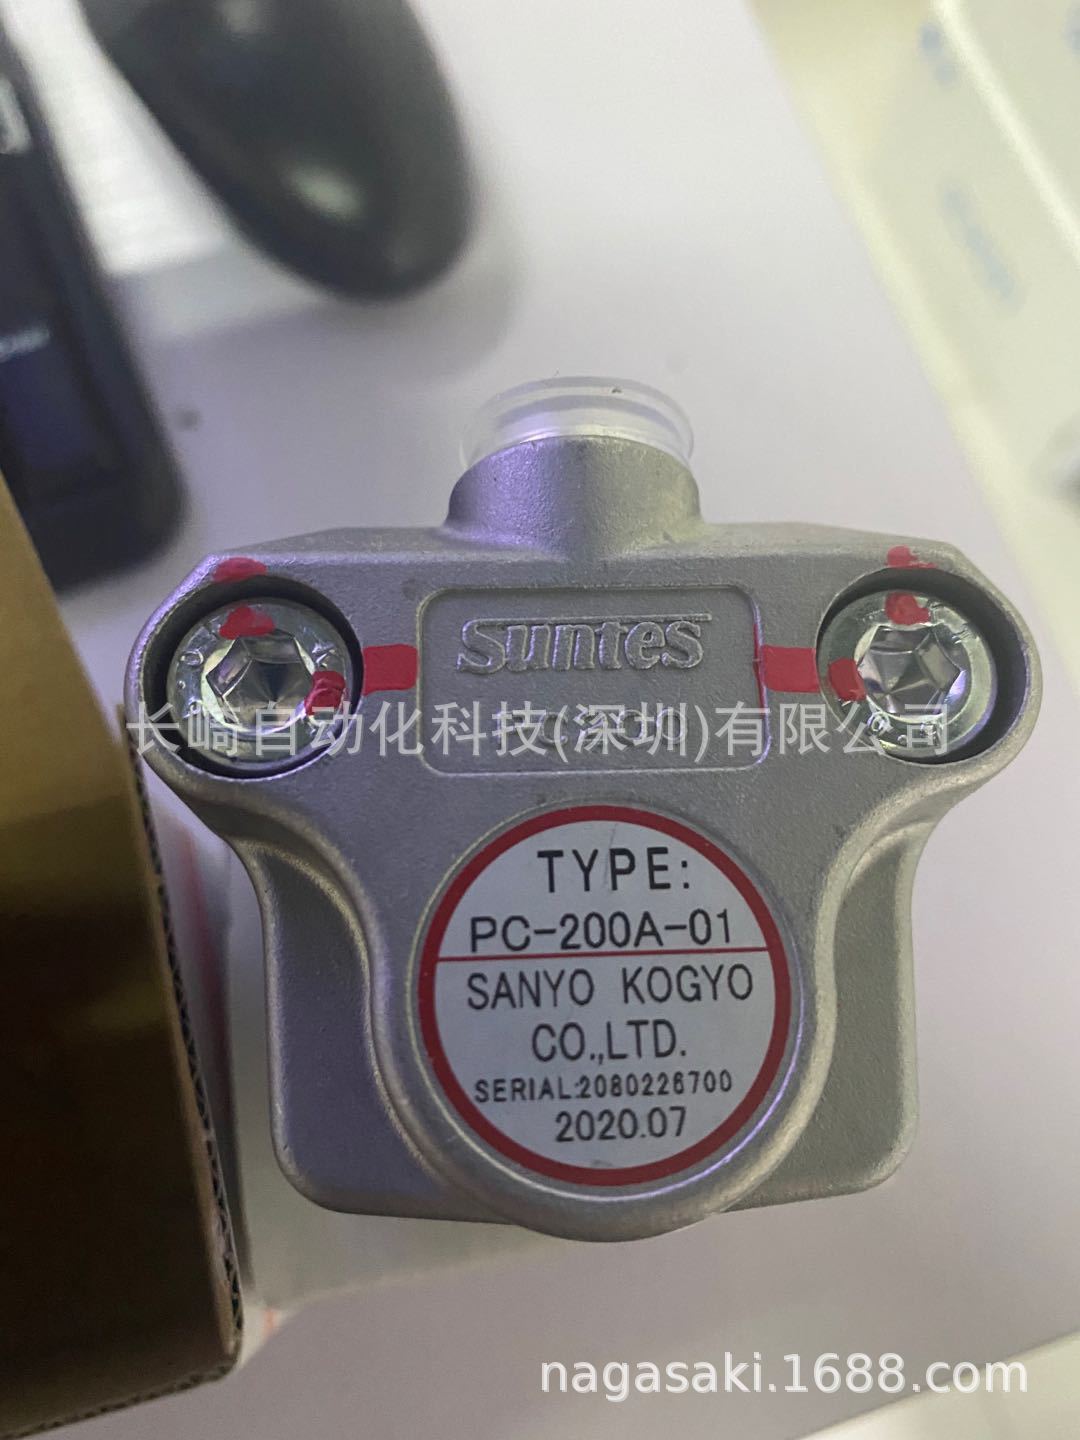 suntes
PC200
长崎自动化科技(深圳)有限公司
TYPE:
PC-200A-01
SANYO KOGYO
CO.,LTD.
SERIAL:2080226700
2020.07
nagasaki.1688.com